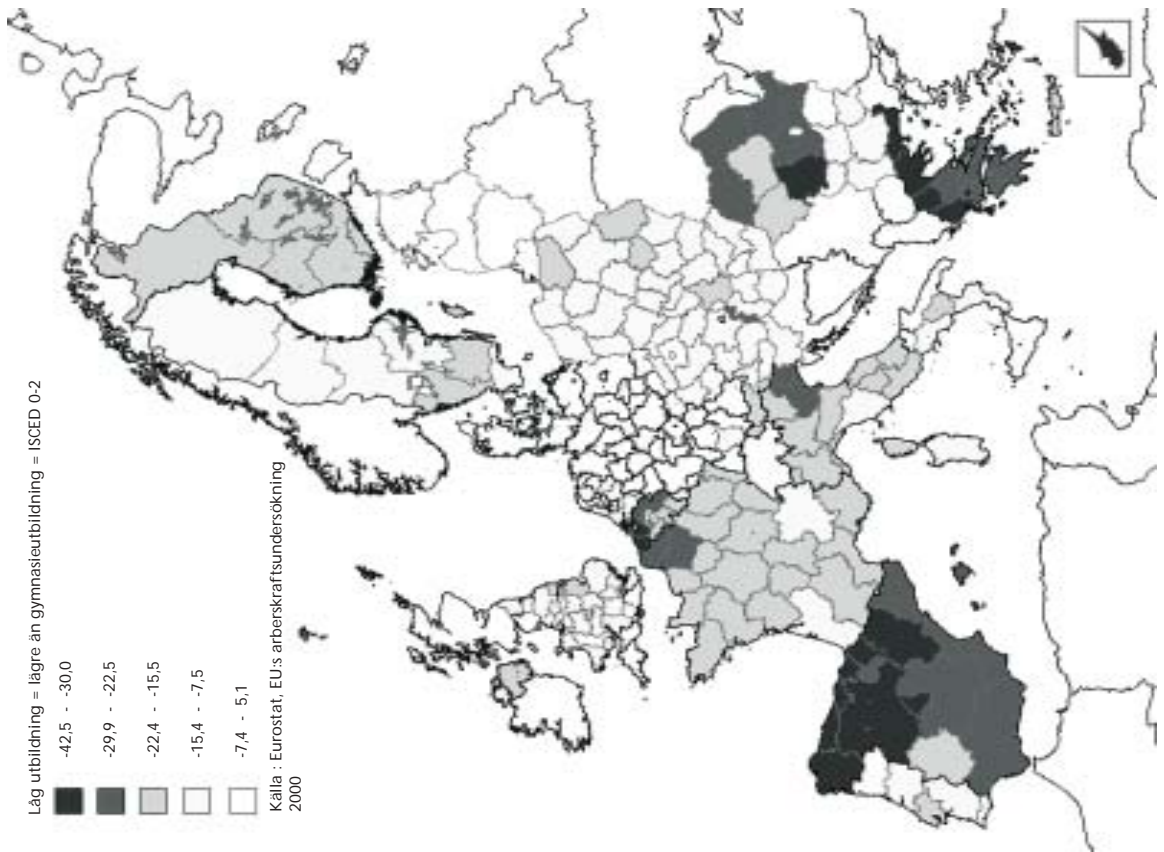 Låg utbildning = lägre än gymnasieutbildning = ISCED 0-2
-42,5 - -30,0
-29,9 - -22,5
-22,4 - -15,5
-15,4 - -7,5
-7,4 - 5,1
Källa : Eurostat, EU:s arberskraftsundersökning
2000